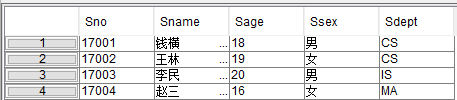 Sno Sname Sage Ssex Sdept
1 17001 钱横 ... 18 男 CS
2 17002 王林 ... 19 女 CS
3 17003 李民 ... 20 男 IS
4 17004 赵三 ... 16 女 MA